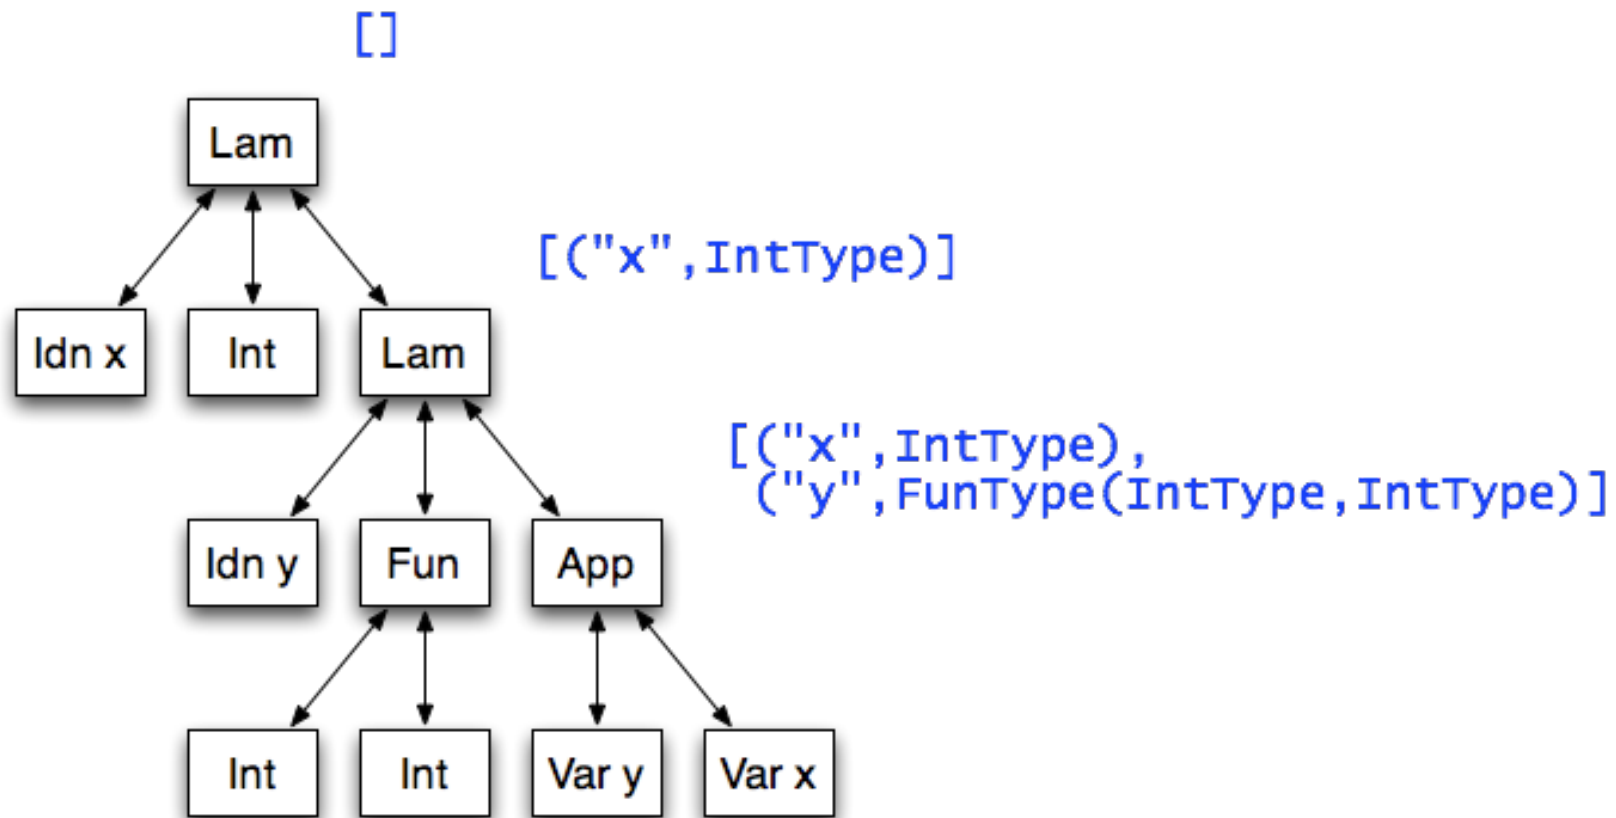 []
Lam
[("x",IntType)]
Idn x
Int
Lam
[("x",IntType),
("y",FunType(IntType,IntType)]
Idn y
Fun
App
Int
Int
Var y
Var x